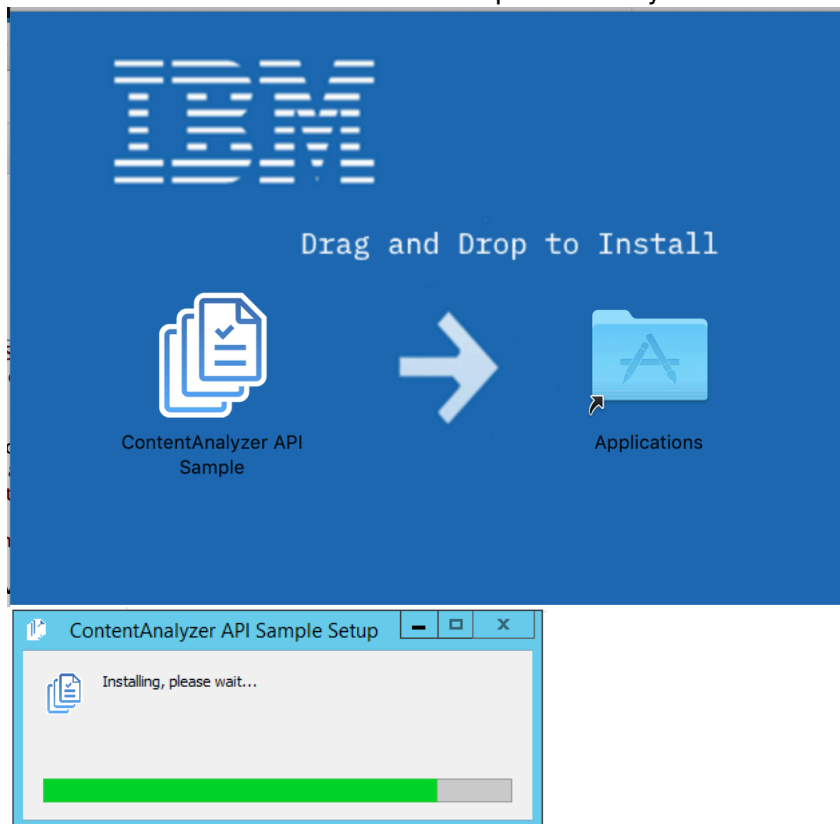 IBM
Drag and Drop to Install
ContentAnalyzer API
Sample
Applications
ContentAnalyzer API Sample Setup
Installing, please wait...